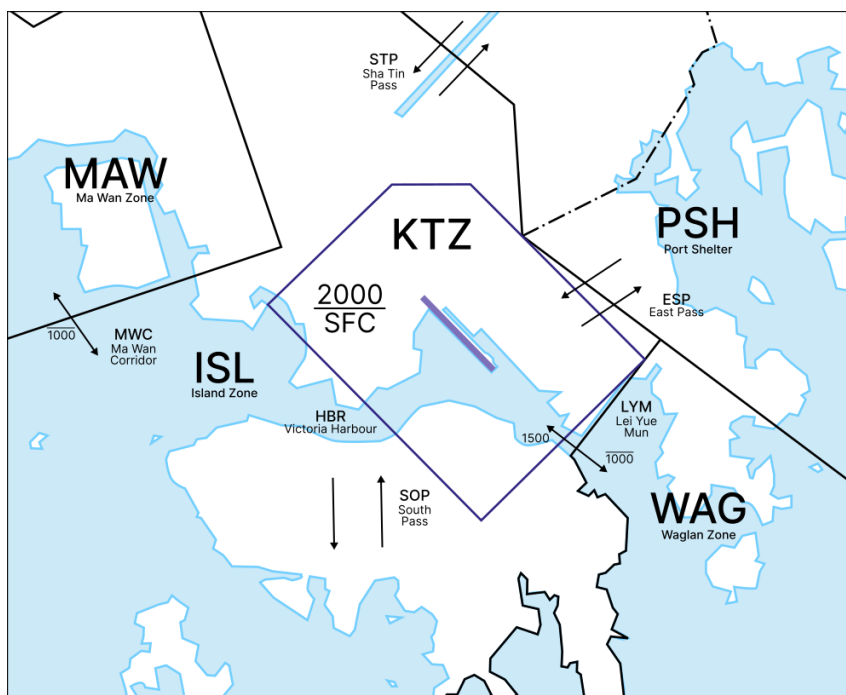 STP
Sha Tin
Pass
MAW
Ma Wan Zone
KTZ
PSH
Port Shelter
2000
SFC
ESP
East Pass
1000
MWC
Ma Wan
Corridor
ISL
Island Zone
HBR
Victoria Harbour
LYM
Lei Yue
Mun
1500
1000
SOP
South
Pass
WAG
Waglan Zone